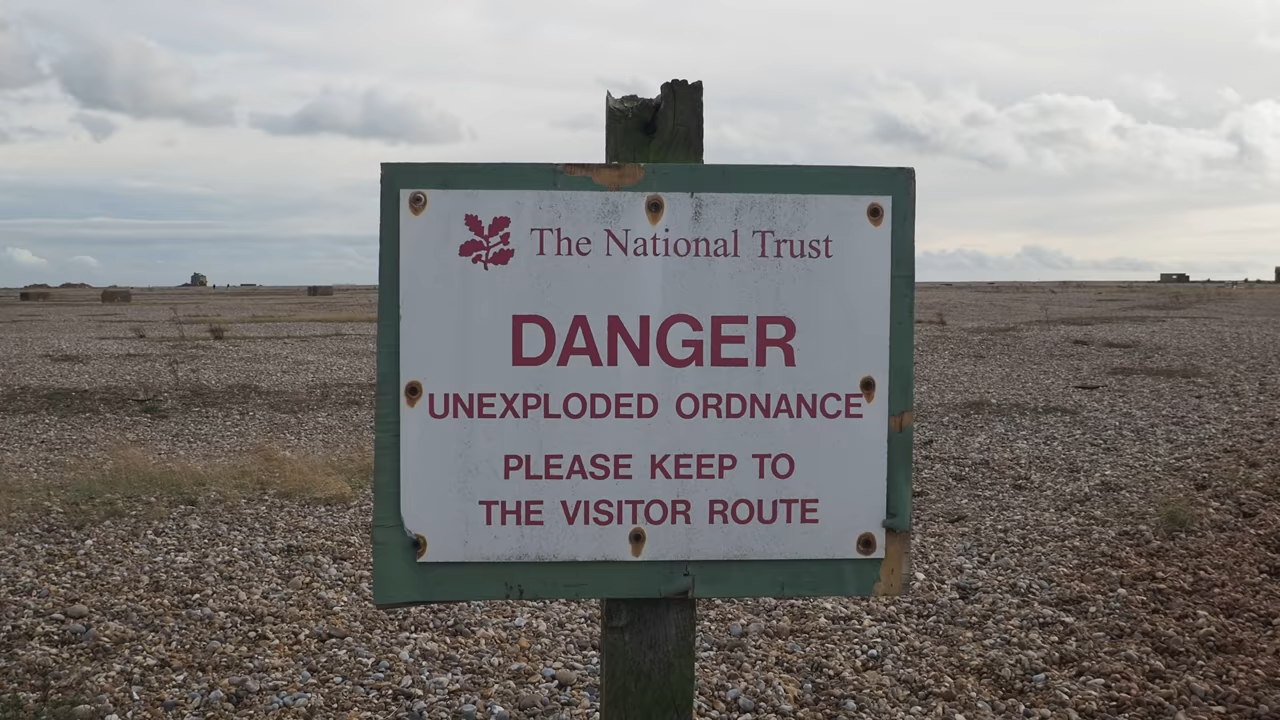 The National Trust
DANGER
UNEXPLODED ORDNANCE
PLEASE KEEP TO
THE VISITOR ROUTE